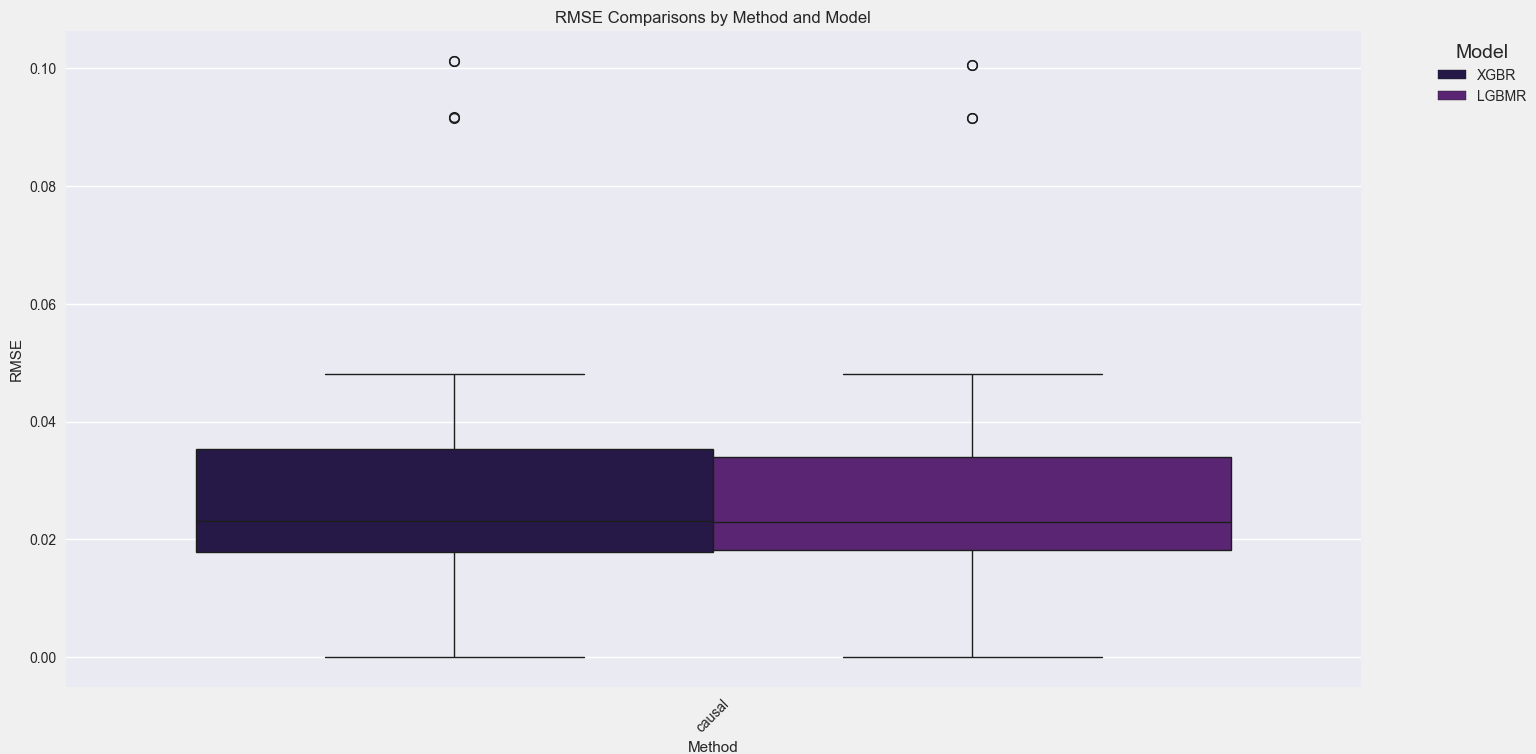 RMSE Comparisons by Method and Model
Model
XGBR
LGBMR
0.10
0.08
0.06
0.04
0.02
0.00
RMSE
causal
Method